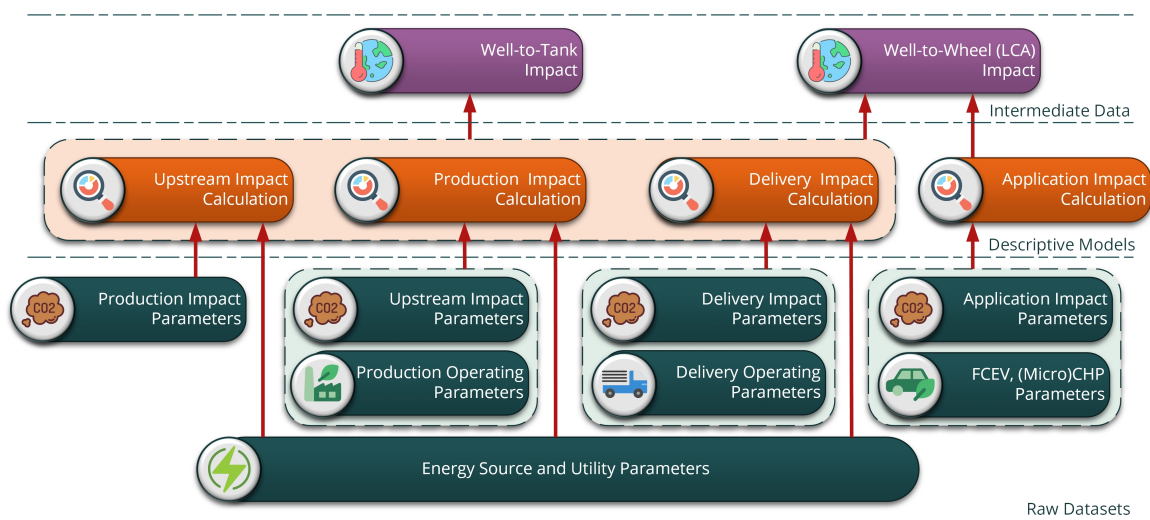 Well-to-Tank
Impact
Well-to-Wheel (LCA)
Impact
Intermediate Data
Upstream Impact
Calculation
Production Impact
Calculation
Delivery Impact
Calculation
Application Impact
Calculation
Descriptive Models
CO2
Production Impact
Parameters
CO2
Upstream Impact
Parameters
CO2
Delivery Impact
Parameters
CO2
Application Impact
Parameters
Production Operating
Parameters
Delivery Operating
Parameters
FCEV, (Micro)CHP
Parameters
Energy Source and Utility Parameters
Raw Datasets